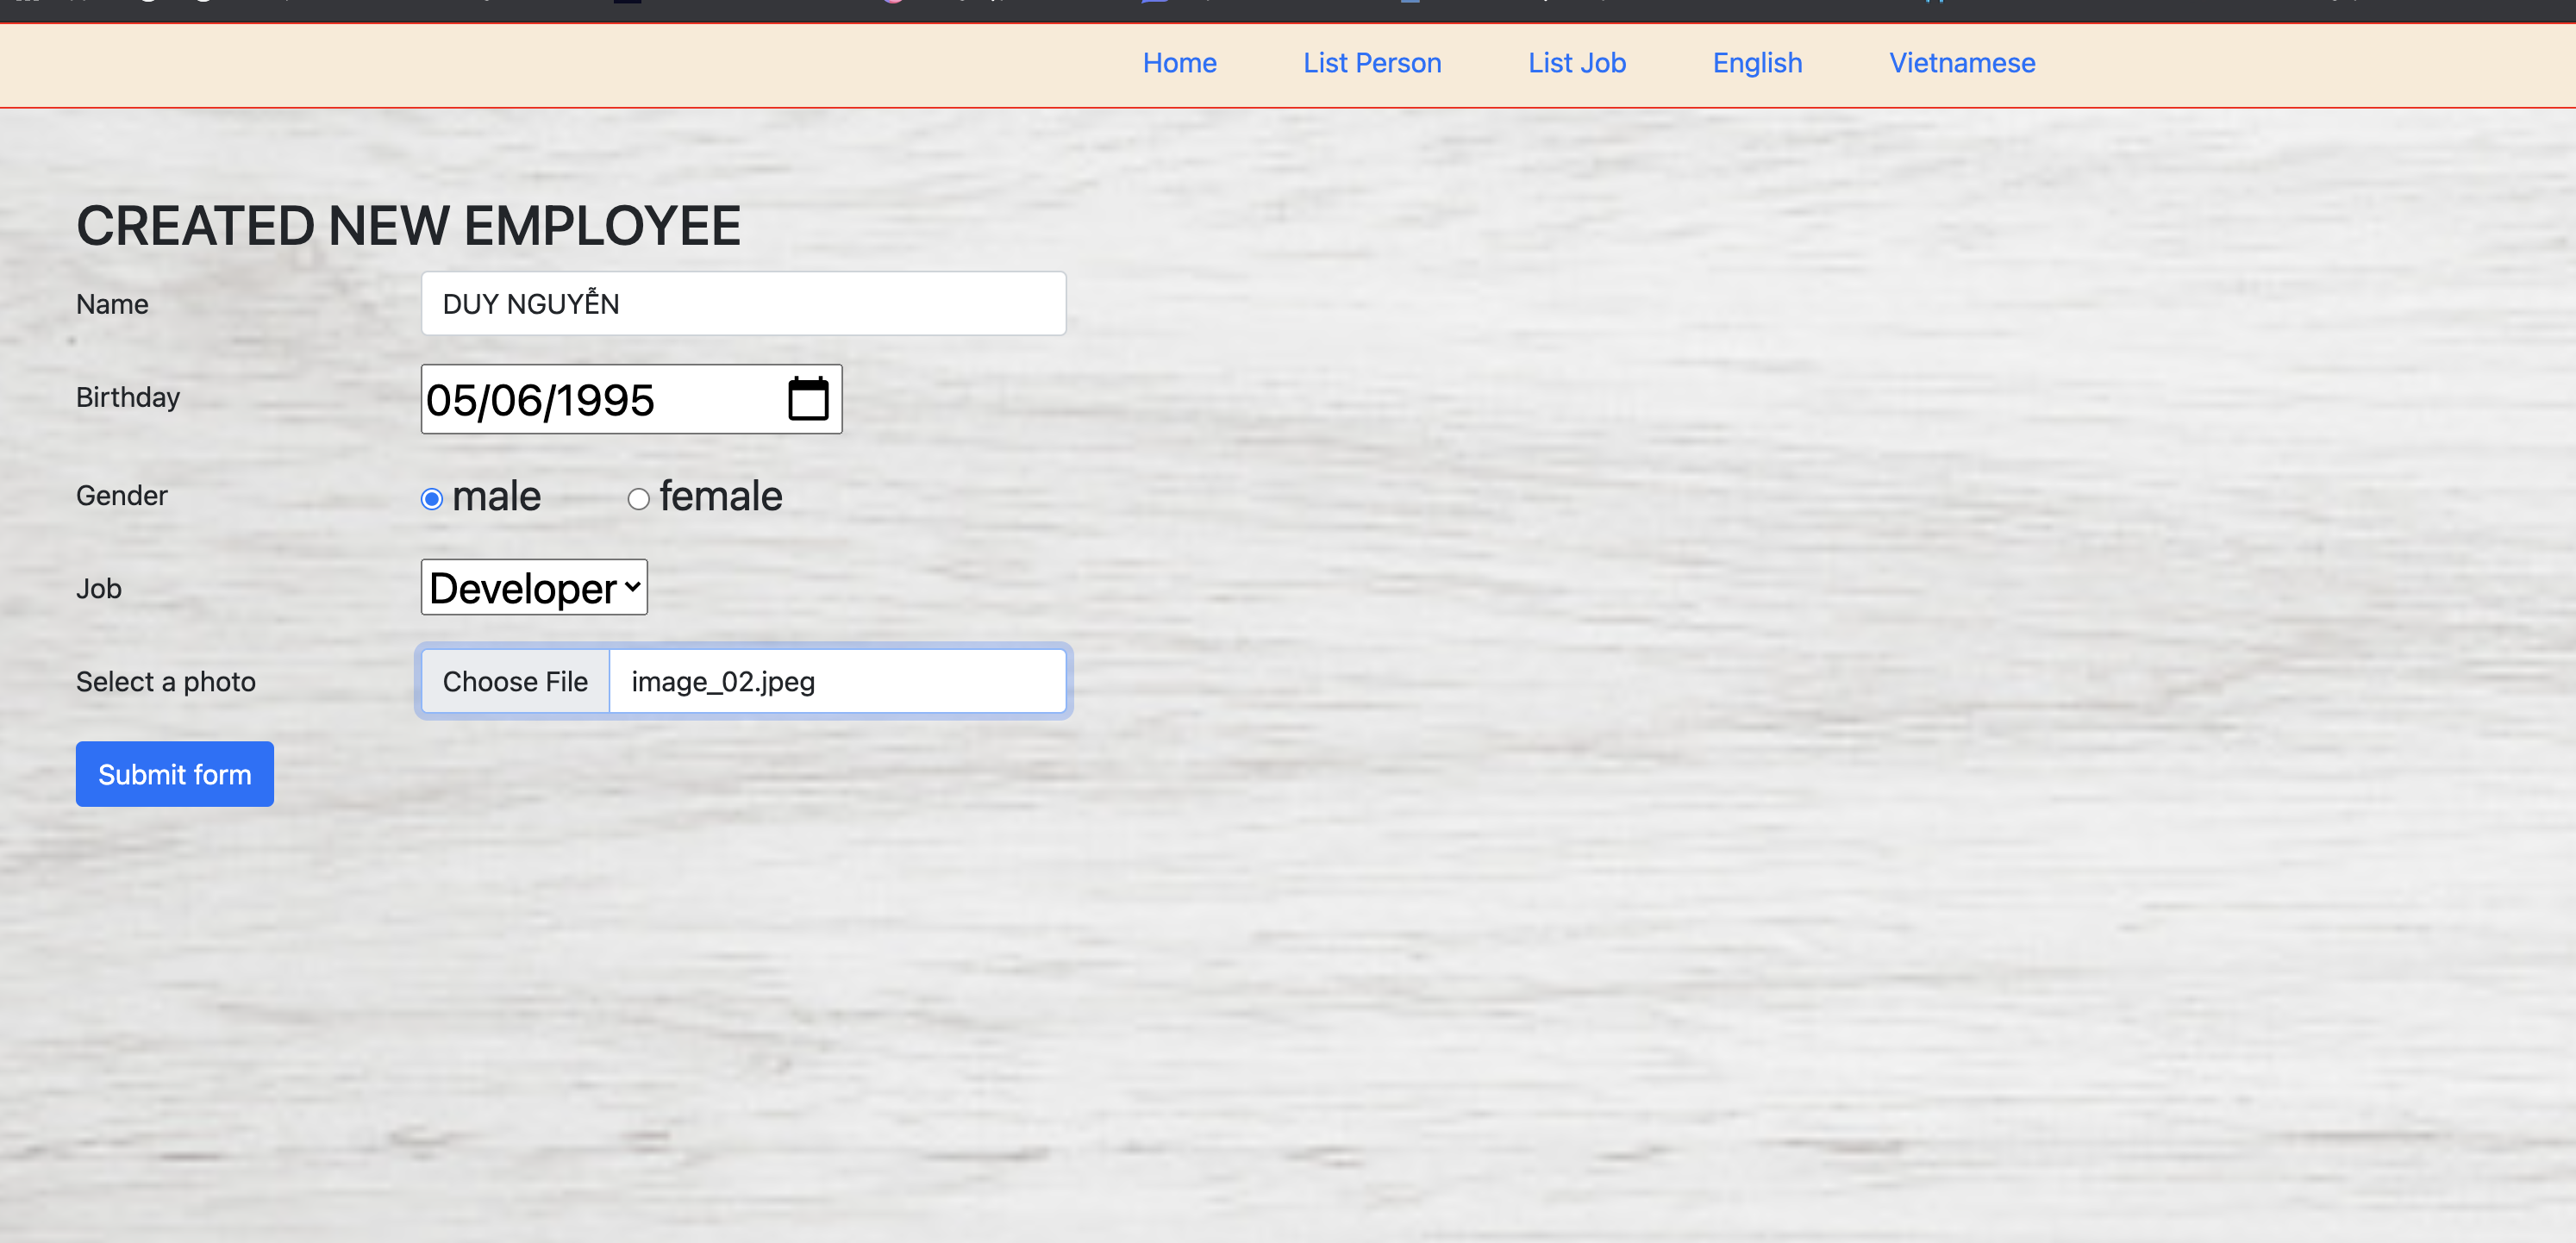 Home List Person List Job English Vietnamese
CREATED NEW EMPLOYEE
Name DUY NGUYỄN
Birthday 05/06/1995
Gender male female
Job Developer
Select a photo Choose File image_02.jpeg
Submit form